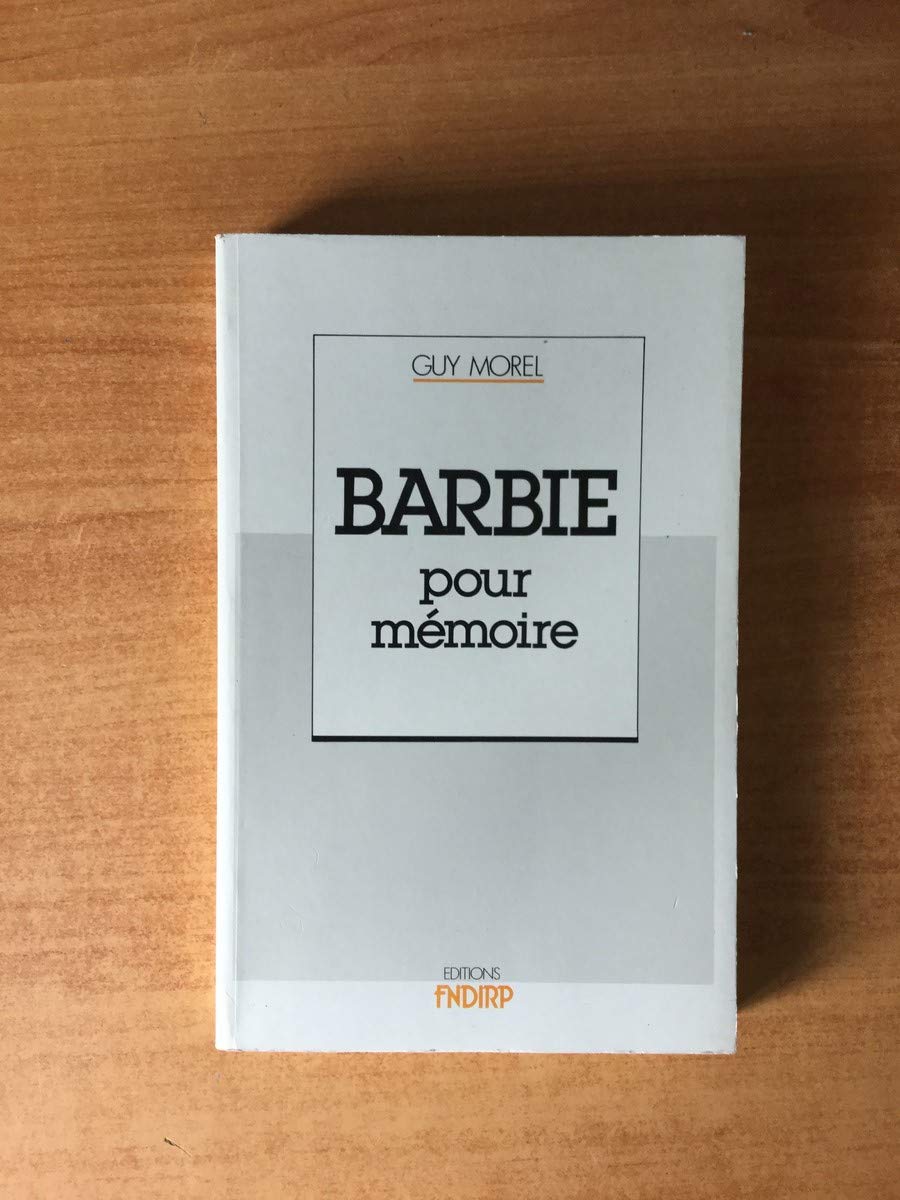 GUY MOREL
BARBIE
pour
mémoire
EDITIONS
FNDIRP